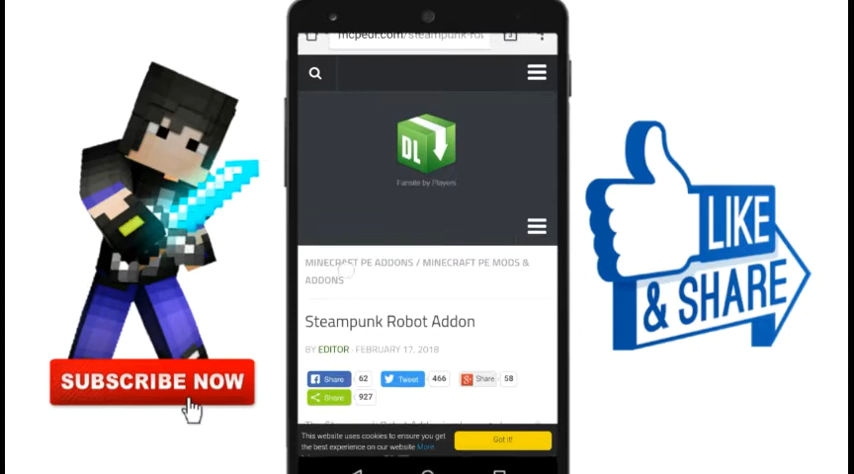 mcpedl.com/steampunk-rob
DL
Fansite by Players
MINECRAFT PE ADDONS / MINECRAFT PE MODS &
ADDONS
Steampunk Robot Addon
BY EDITOR · FEBRUARY 17, 2018
Share 62 Tweet 466 Share 58
Share 927
This website uses cookies to ensure you get
the best experience on our website More
Got it!
SUBSCRIBE NOW
LIKE
& SHARE